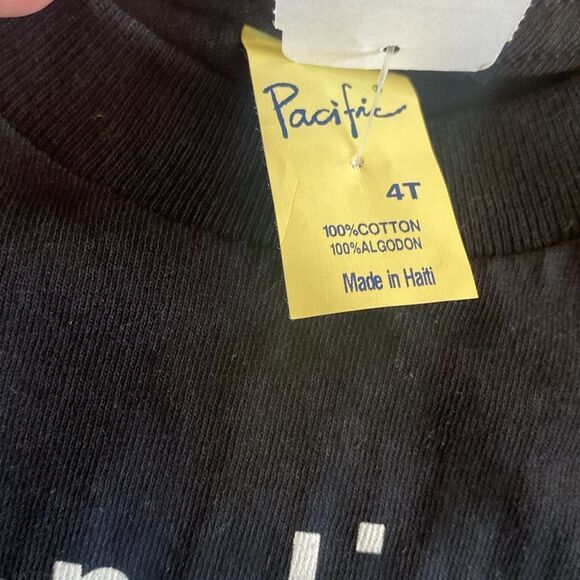 Pacific®
4T
100%COTTON
100%ALGODON
Made in Haiti